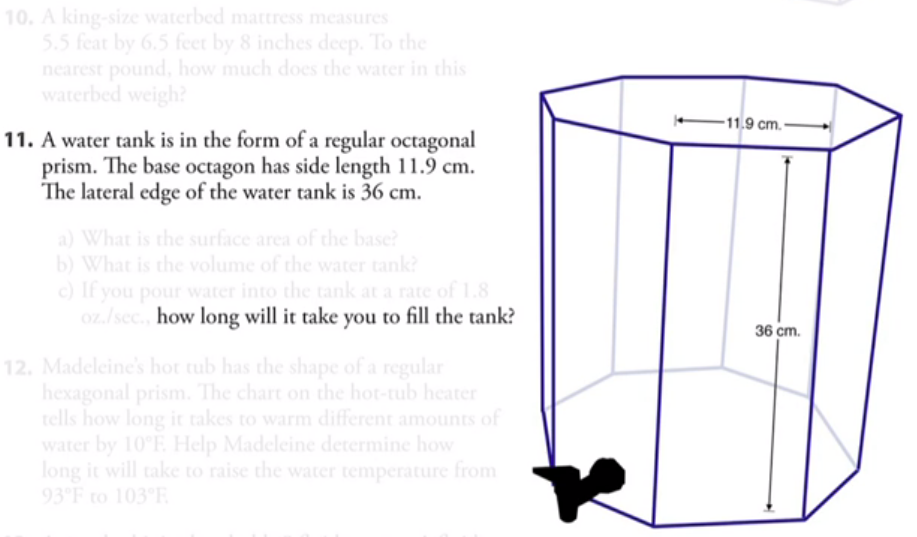 10. A king-size waterbed mattress measures
5.5 feat by 6.5 feet by 8 inches deep. To the
nearest pound, how much does the water in this
waterbed weigh?
11. A water tank is in the form of a regular octagonal
prism. The base octagon has side length 11.9 cm.
The lateral edge of the water tank is 36 cm.
a) What is the surface area of the base?
b) What is the volume of the water tank?
c) If you pour water into the tank at a rate of 1.8
oz./sec., how long will it take you to fill the tank?
12. Madeleine's hot tub has the shape of a regular
hexagonal prism. The chart on the hot-tub heater
tells how long it takes to warm different amounts of
water by 10°F. Help Madeleine determine how
long it will take to raise the water temperature from
93°F to 103°F.
11.9 cm.
36 cm.